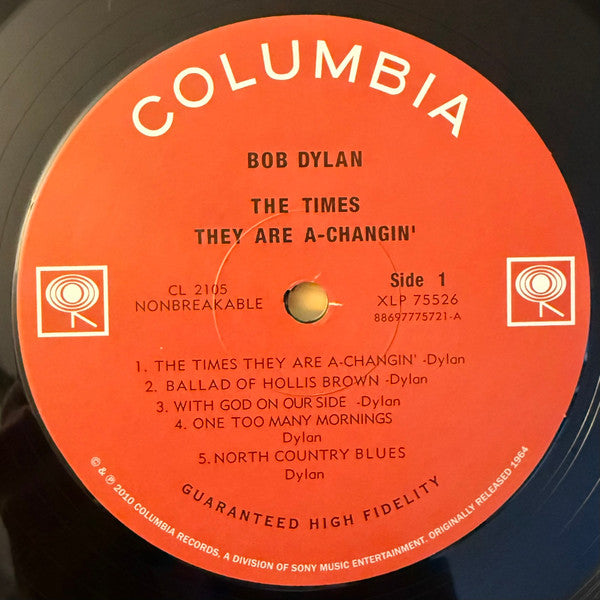 COLUMBIA
BOB DYLAN
THE TIMES
THEY ARE A-CHANGIN'
CL 2105
NONBREAKABLE
Side 1
XLP 75526
88697775721-A
1. THE TIMES THEY ARE A-CHANGIN' -Dylan
2. BALLAD OF HOLLIS BROWN -Dylan
3. WITH GOD ON OUR SIDE -Dylan
4. ONE TOO MANY MORNINGS
Dylan
5. NORTH COUNTRY BLUES
Dylan
GUARANTEED HIGH FIDELITY
© & ℗ 2010 COLUMBIA RECORDS, A DIVISION OF SONY MUSIC ENTERTAINMENT. ORIGINALLY RELEASED 1964